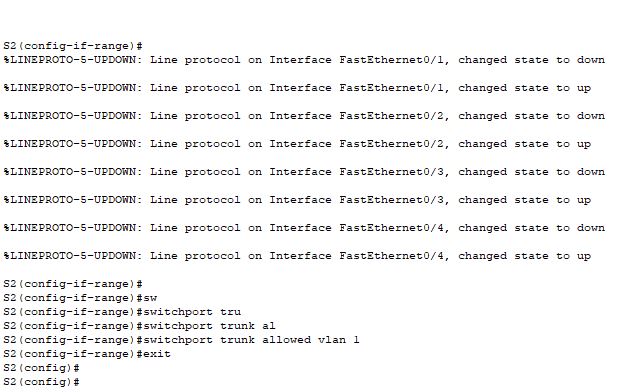 S2(config-if-range)#
%LINEPROTO-5-UPDOWN: Line protocol on Interface FastEthernet0/1, changed state to down
%LINEPROTO-5-UPDOWN: Line protocol on Interface FastEthernet0/1, changed state to up
%LINEPROTO-5-UPDOWN: Line protocol on Interface FastEthernet0/2, changed state to down
%LINEPROTO-5-UPDOWN: Line protocol on Interface FastEthernet0/2, changed state to up
%LINEPROTO-5-UPDOWN: Line protocol on Interface FastEthernet0/3, changed state to down
%LINEPROTO-5-UPDOWN: Line protocol on Interface FastEthernet0/3, changed state to up
%LINEPROTO-5-UPDOWN: Line protocol on Interface FastEthernet0/4, changed state to down
%LINEPROTO-5-UPDOWN: Line protocol on Interface FastEthernet0/4, changed state to up
S2(config-if-range)#
S2(config-if-range)#sw
S2(config-if-range)#switchport tru
S2(config-if-range)#switchport trunk al
S2(config-if-range)#switchport trunk allowed vlan 1
S2(config-if-range)#exit
S2(config)#
S2(config)#